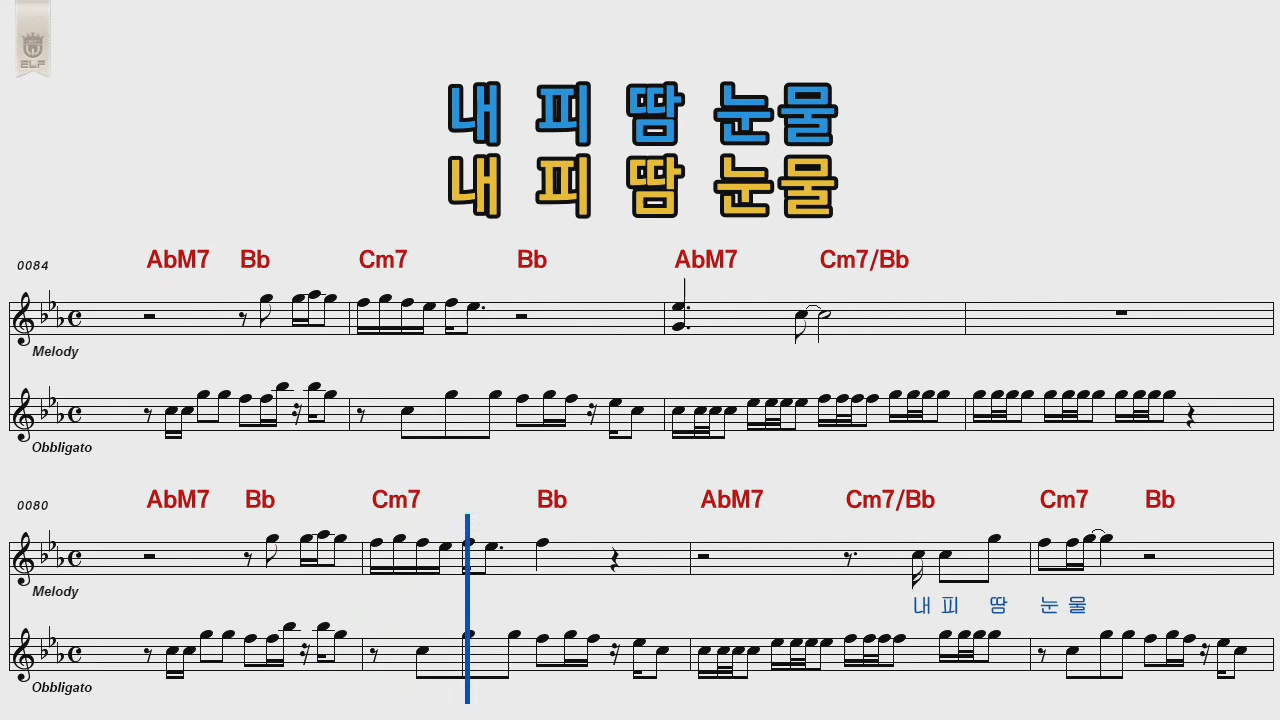 ELF
내 피 땀 눈물
내 피 땀 눈물
0084 AbM7 Bb Cm7 Bb AbM7 Cm7/Bb
Melody
Obbligato
0080 AbM7 Bb Cm7 Bb AbM7 Cm7/Bb Cm7 Bb
Melody
내 피 땀 눈 물
Obbligato